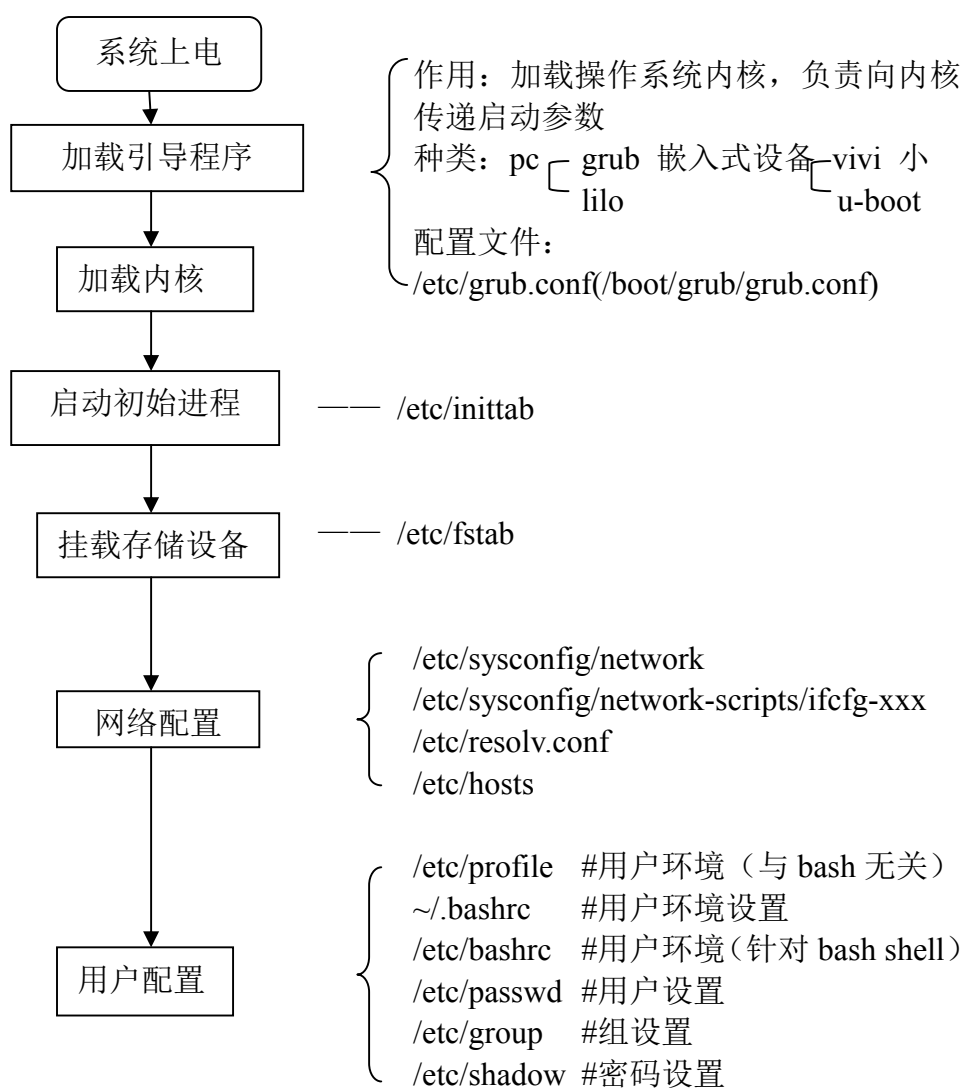 系统上电
加载引导程序
作用：加载操作系统内核，负责向内核
传递启动参数
种类：pc grub 嵌入式设备 vivi 小
lilo u-boot
配置文件：
/etc/grub.conf(/boot/grub/grub.conf)
加载内核
启动初始进程 —— /etc/inittab
挂载存储设备 —— /etc/fstab
网络配置
/etc/sysconfig/network
/etc/sysconfig/network-scripts/ifcfg-xxx
/etc/resolv.conf
/etc/hosts
用户配置
/etc/profile #用户环境（与 bash 无关）
~/.bashrc #用户环境设置
/etc/bashrc #用户环境（针对 bash shell）
/etc/passwd #用户设置
/etc/group #组设置
/etc/shadow #密码设置